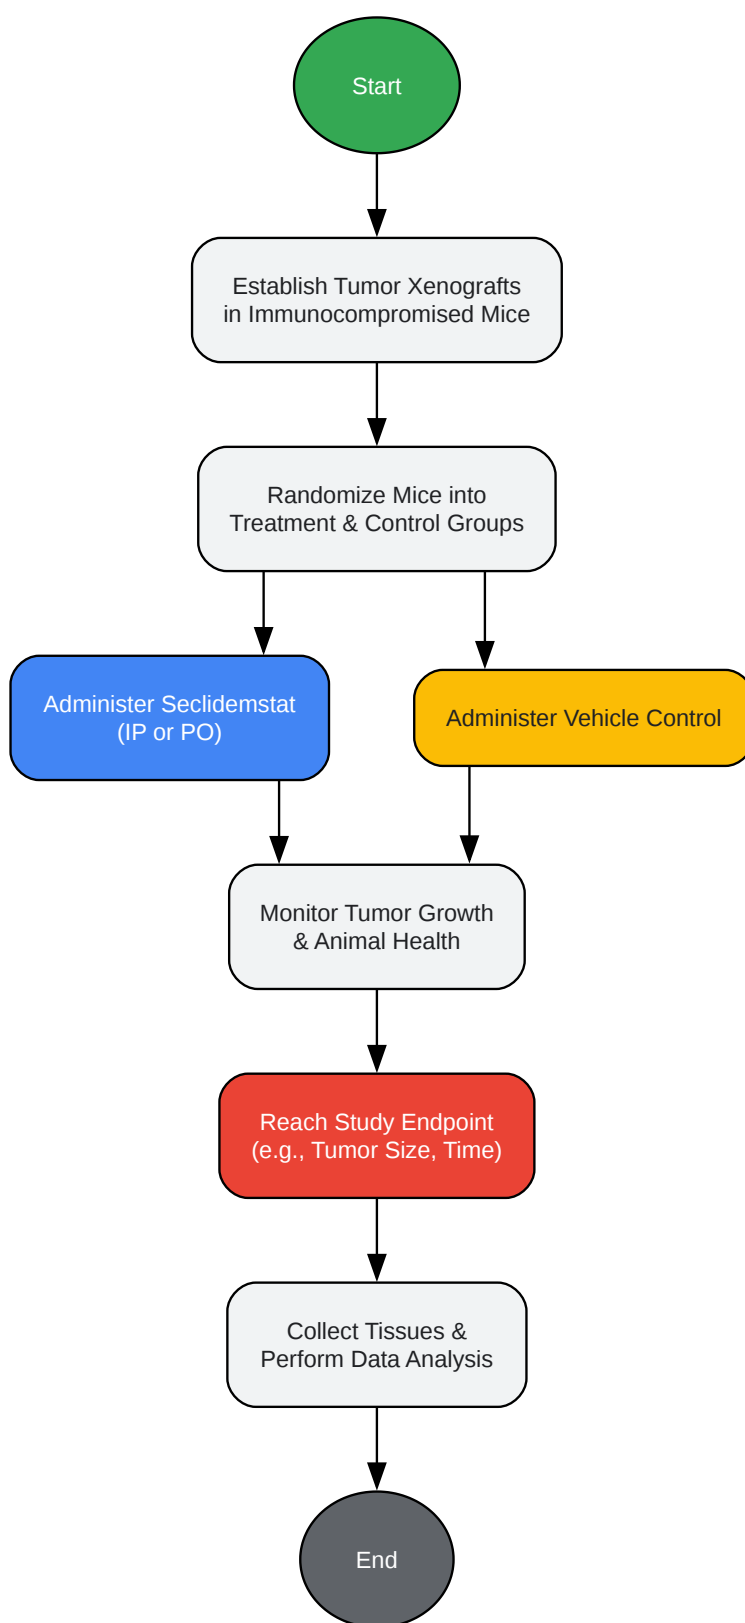 Start
Establish Tumor Xenografts
in Immunocompromised Mice
Randomize Mice into
Treatment & Control Groups
Administer Seclidemstat
(IP or PO)
Administer Vehicle Control
Monitor Tumor Growth
& Animal Health
Reach Study Endpoint
(e.g., Tumor Size, Time)
Collect Tissues &
Perform Data Analysis
End